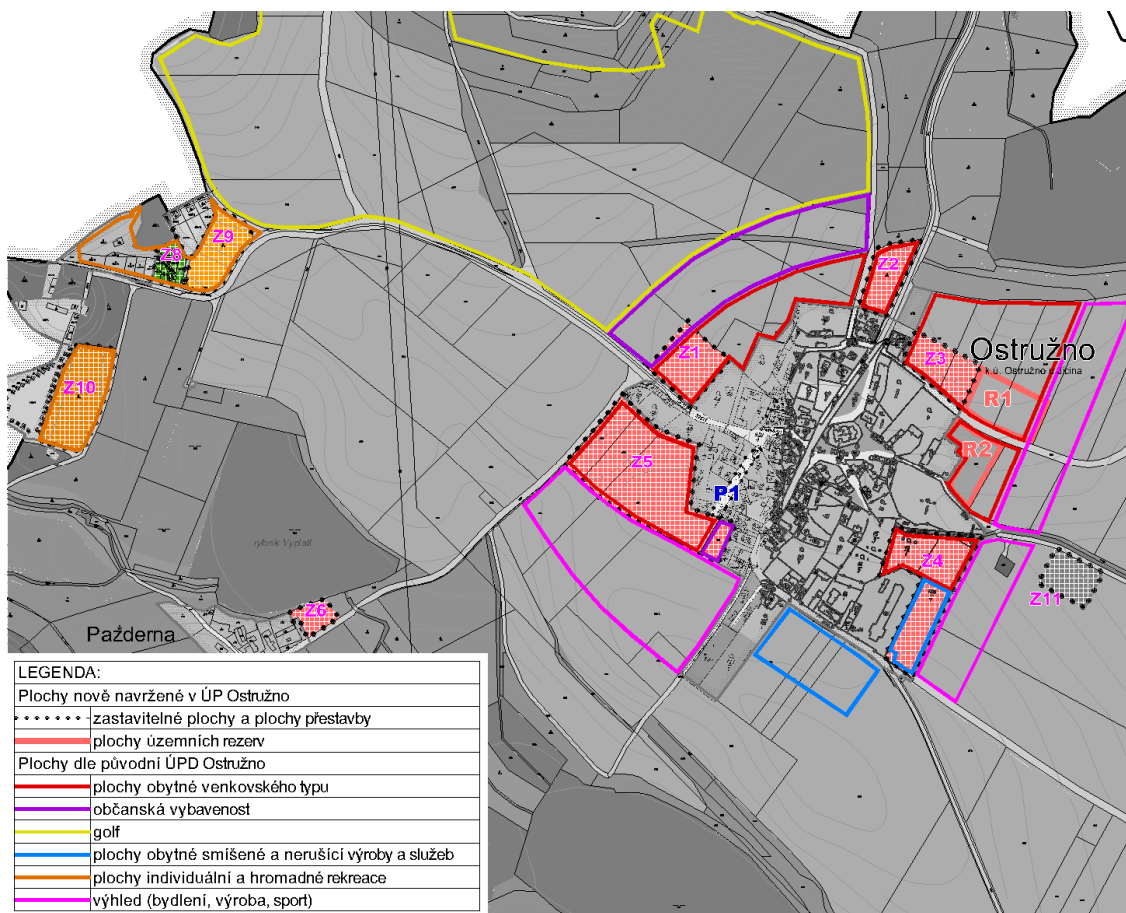 Z9
Z8
Z2
Z1
Z3
Ostružno
k.ú. Ostružno u Jičína
R1
Z10
Z5
R2
P1
rybník Vyplatil
Z4
Z11
Z6
Pažderna
LEGENDA:
Plochy nově navržené v ÚP Ostružno
zastavitelné plochy a plochy přestavby
plochy územních rezerv
Plochy dle původní ÚPD Ostružno
plochy obytné venkovského typu
občanská vybavenost
golf
plochy obytné smíšené a nerušící výroby a služeb
plochy individuální a hromadné rekreace
výhled (bydlení, výroba, sport)